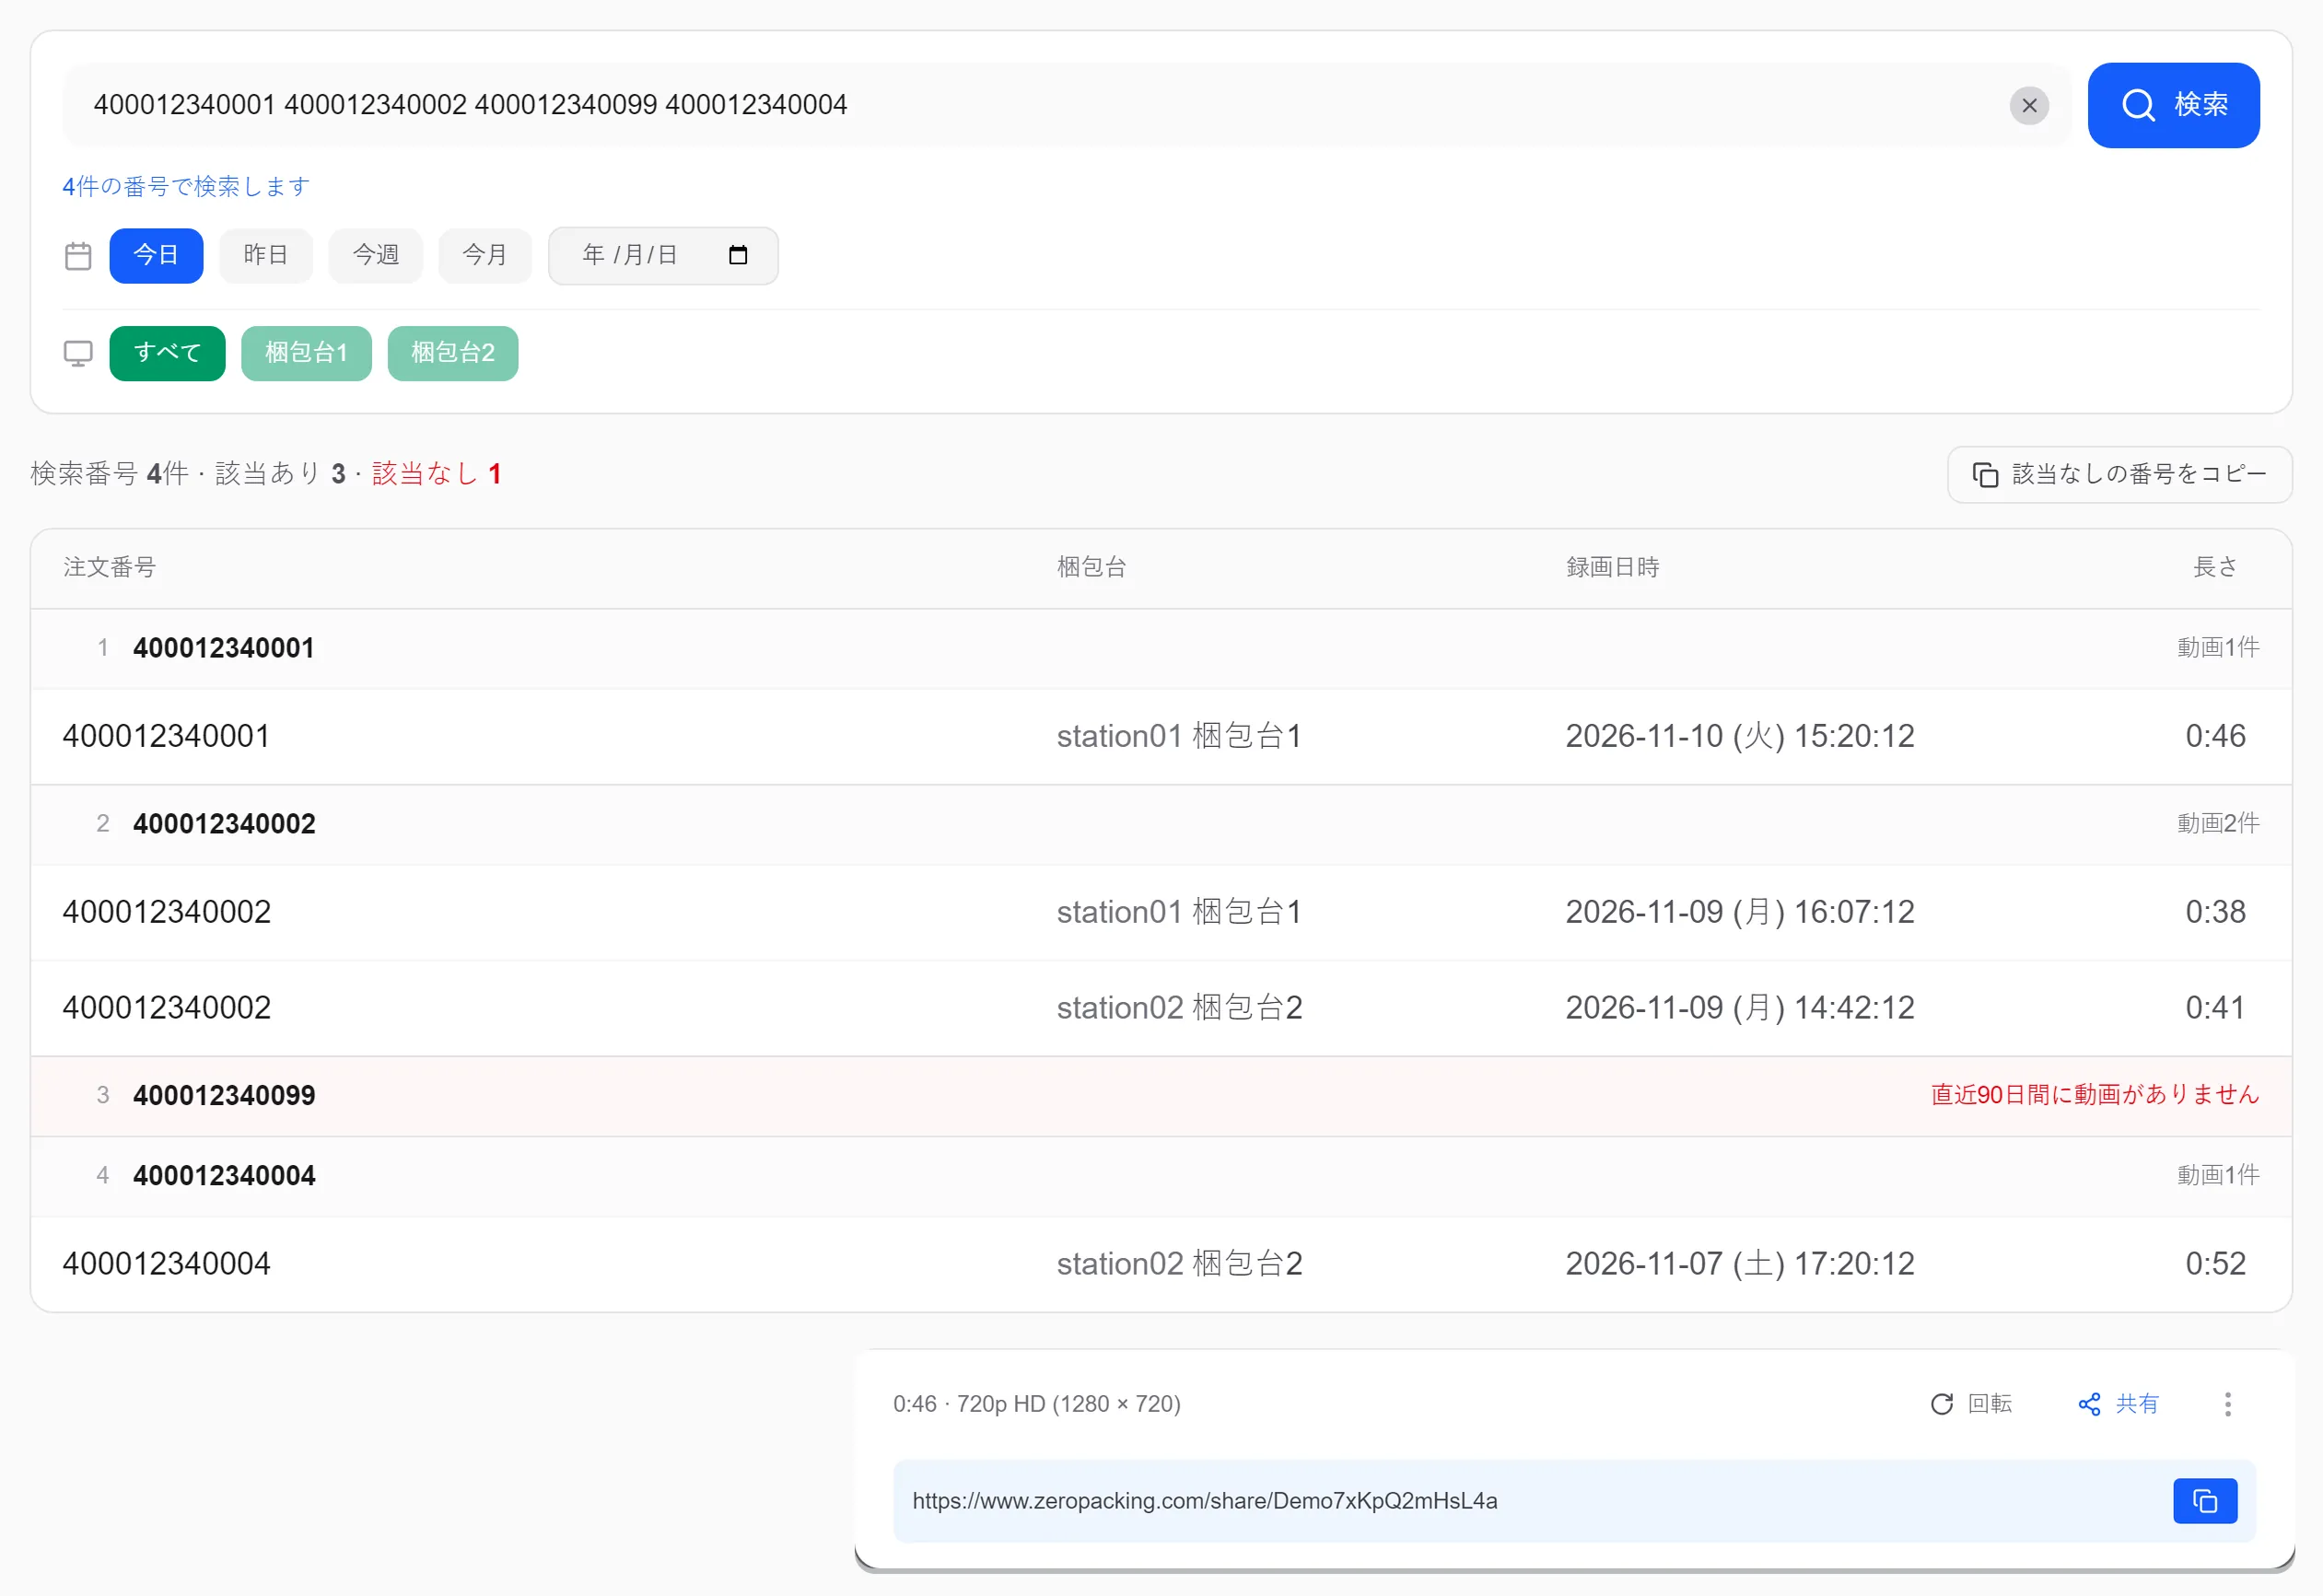 400012340001 400012340002 400012340099 400012340004
検索
4件の番号で検索します
今日 昨日 今週 今月 年 /月/日
すべて 梱包台1 梱包台2
検索番号 4件 · 該当あり 3 · 該当なし 1
該当なしの番号をコピー
注文番号 梱包台 録画日時 長さ
1 400012340001 動画1件
400012340001 station01 梱包台1 2026-11-10 (火) 15:20:12 0:46
2 400012340002 動画2件
400012340002 station01 梱包台1 2026-11-09 (月) 16:07:12 0:38
400012340002 station02 梱包台2 2026-11-09 (月) 14:42:12 0:41
3 400012340099 直近90日間に動画がありません
4 400012340004 動画1件
400012340004 station02 梱包台2 2026-11-07 (土) 17:20:12 0:52
0:46 · 720p HD (1280 × 720) 回転 共有
https://www.zeropacking.com/share/Demo7xKpQ2mHsL4a